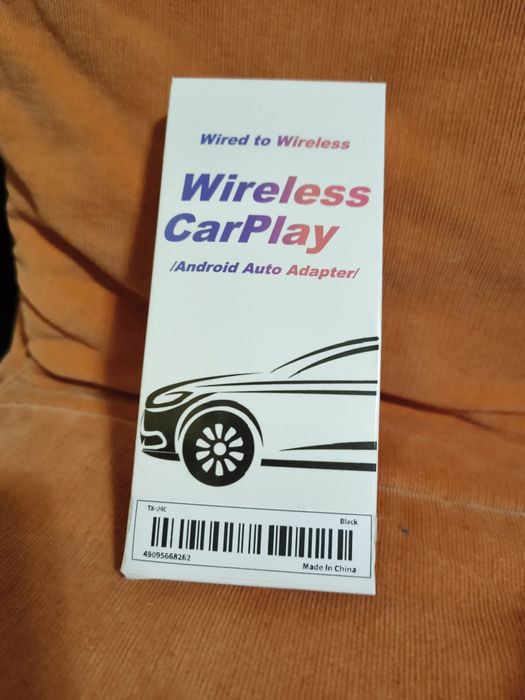 Wired to Wireless
Wireless
CarPlay
/Android Auto Adapter/
Black
49095668262
Made In China